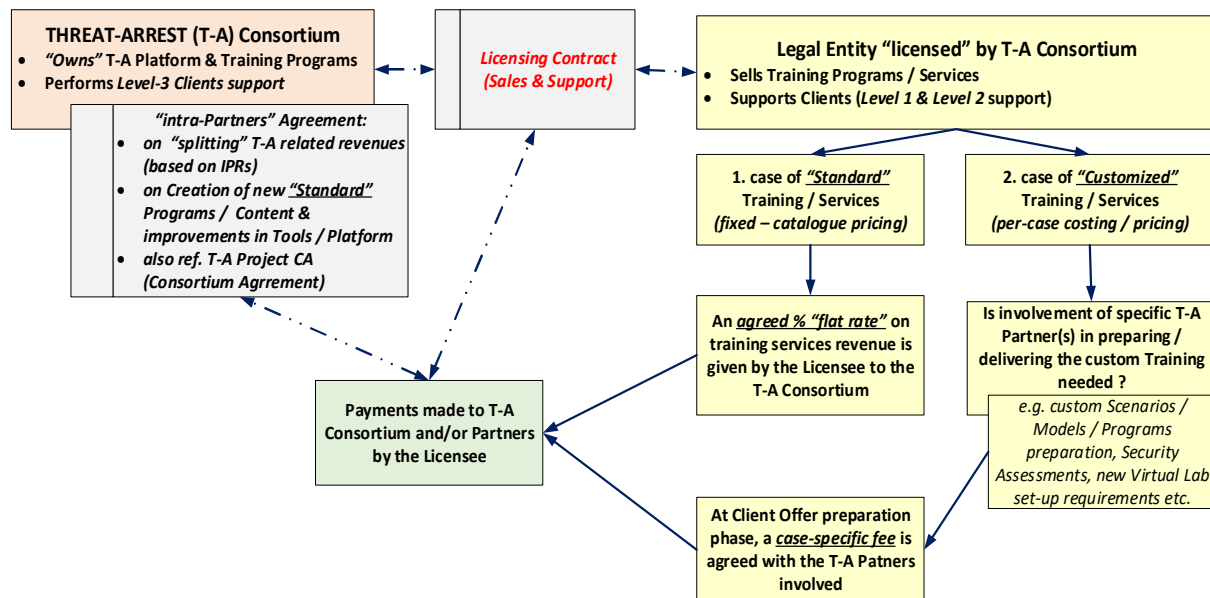 THREAT-ARREST (T-A) Consortium
• “Owns” T-A Platform & Training Programs
• Performs Level-3 Clients support
“intra-Partners” Agreement:
• on “splitting” T-A related revenues
(based on IPRs)
• on Creation of new “Standard”
Programs / Content &
improvements in Tools / Platform
• also ref. T-A Project CA
(Consortium Agrrement)
Licensing Contract
(Sales & Support)
Legal Entity “licensed” by T-A Consortium
• Sells Training Programs / Services
• Supports Clients (Level 1 & Level 2 support)
1. case of “Standard”
Training / Services
(fixed – catalogue pricing)
2. case of “Customized”
Training / Services
(per-case costing / pricing)
An agreed % “flat rate” on
training services revenue is
given by the Licensee to the
T-A Consortium
Is involvement of specific T-A
Partner(s) in preparing /
delivering the custom Training
needed ?
e.g. custom Scenarios /
Models / Programs
preparation, Security
Assessments, new Virtual Lab
set-up requirements etc.
Payments made to T-A
Consortium and/or Partners
by the Licensee
At Client Offer preparation
phase, a case-specific fee is
agreed with the T-A Patners
involved